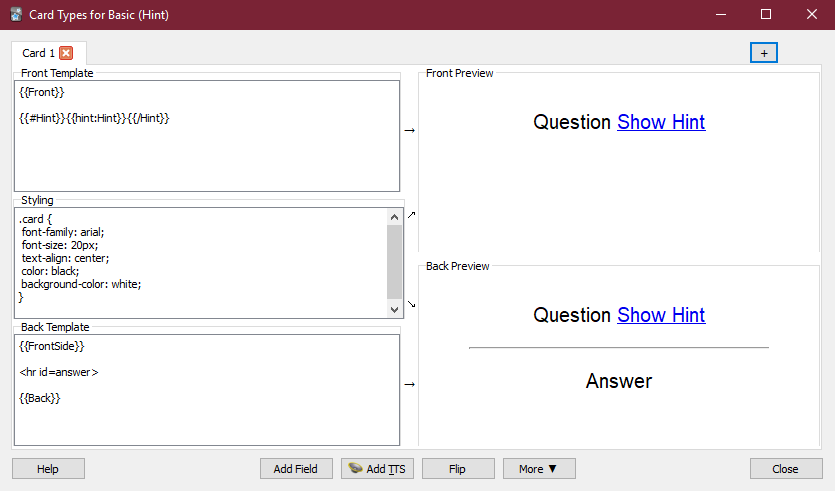 Card Types for Basic (Hint)
Card 1
+
Front Template
{{Front}}
{{#Hint}}{{hint:Hint}}{{/Hint}}
Styling
.card {
font-family: arial;
font-size: 20px;
text-align: center;
color: black;
background-color: white;
}
Back Template
{{FrontSide}}
<hr id=answer>
{{Back}}
Front Preview
Question Show Hint
Back Preview
Question Show Hint
Answer
Help
Add Field
Add TTS
Flip
More ▼
Close